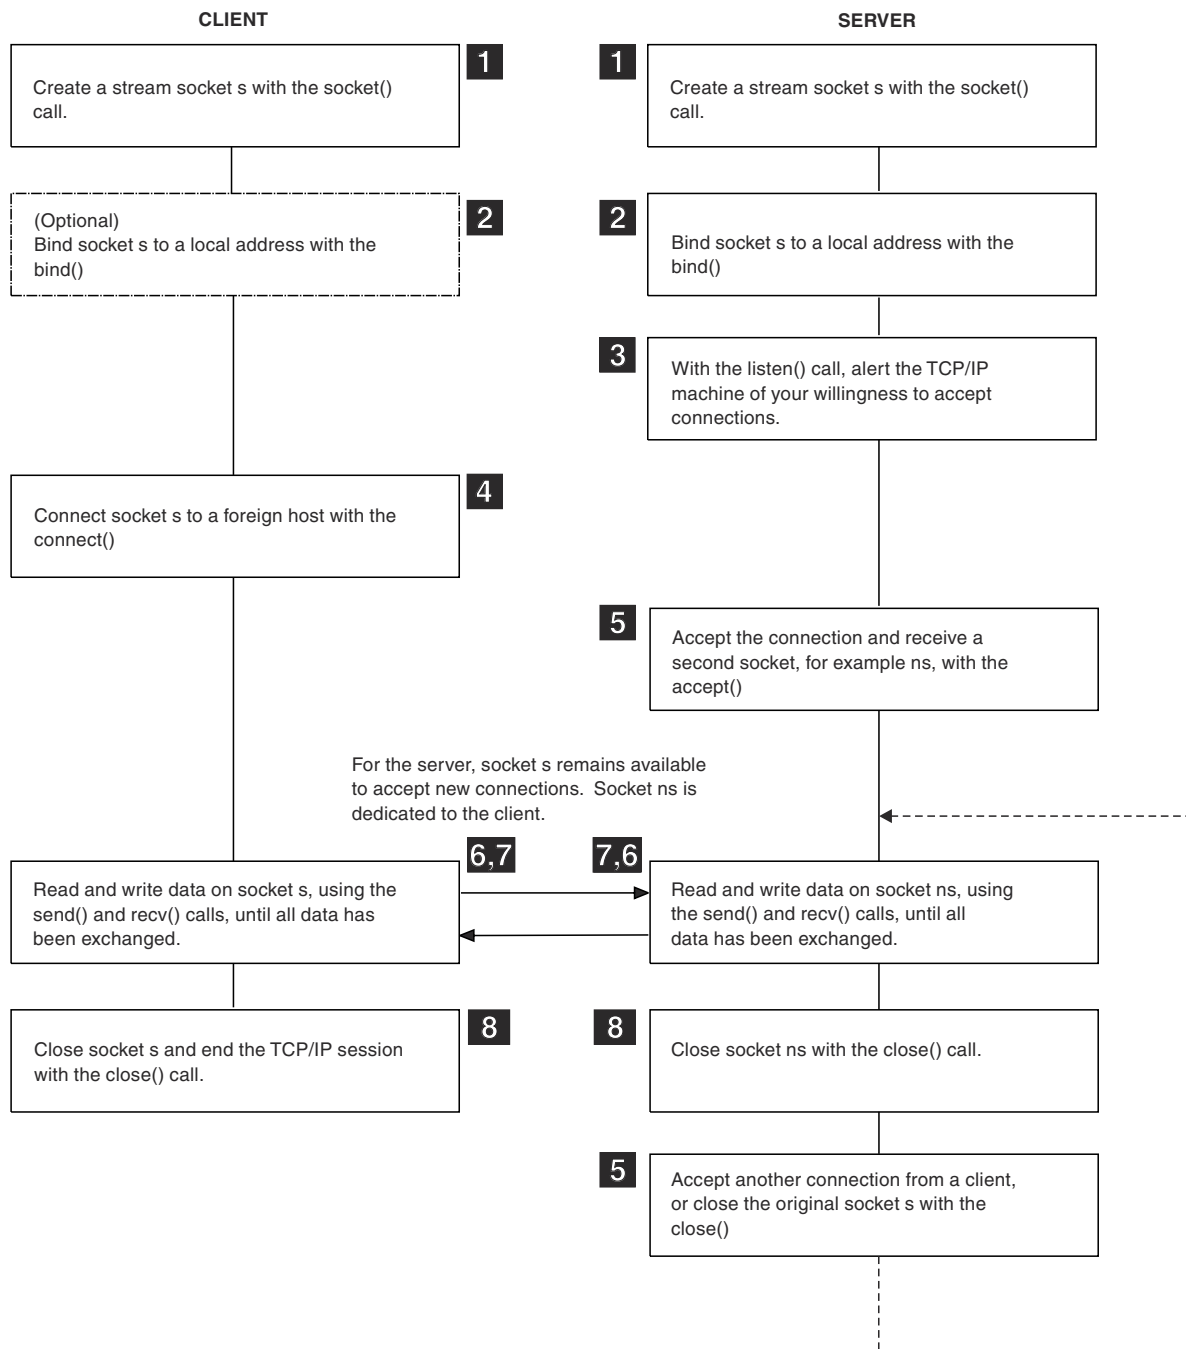 CLIENT
SERVER
1
1
Create a stream socket s with the socket()
call.
Create a stream socket s with the socket()
call.
(Optional)
Bind socket s to a local address with the
bind()
2
2
Bind socket s to a local address with the
bind()
3
With the listen() call, alert the TCP/IP
machine of your willingness to accept
connections.
4
Connect socket s to a foreign host with the
connect()
5
Accept the connection and receive a
second socket, for example ns, with the
accept()
For the server, socket s remains available
to accept new connections. Socket ns is
dedicated to the client.
6,7
7,6
Read and write data on socket s, using the
send() and recv() calls, until all data has
been exchanged.
Read and write data on socket ns, using
the send() and recv() calls, until all
data has been exchanged.
8
8
Close socket s and end the TCP/IP session
with the close() call.
Close socket ns with the close() call.
5
Accept another connection from a client,
or close the original socket s with the
close()